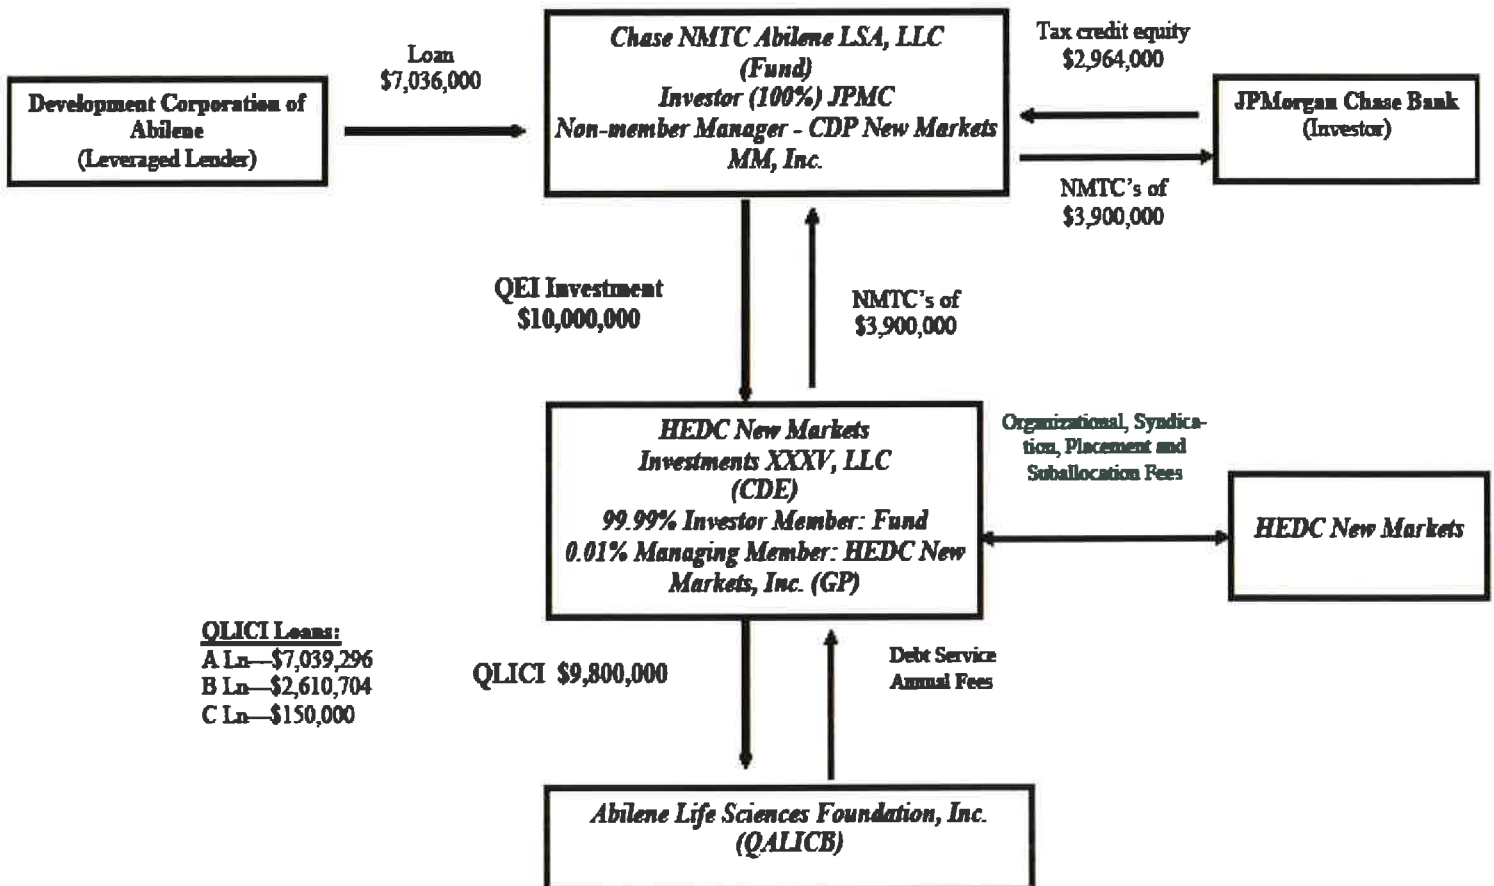 Loan
$7,036,000
Development Corporation of
Abilene
(Leveraged Lender)
Chase NMTC Abilene LSA, LLC
(Fund)
Investor (100%) JPMC
Non-member Manager - CDP New Markets
MM, Inc.
Tax credit equity
$2,964,000
JPMorgan Chase Bank
(Investor)
NMTC's of
$3,900,000
QEI Investment
$10,000,000
NMTC's of
$3,900,000
HEDC New Markets
Investments XXXV, LLC
(CDE)
99.99% Investor Member: Fund
0.01% Managing Member: HEDC New
Markets, Inc. (GP)
Organizational, Syndica-
tion, Placement and
Suballocation Fees
HEDC New Markets
QLICI Loans:
A Ln—$7,039,296
B Ln—$2,610,704
C Ln—$150,000
QLICI $9,800,000
Debt Service
Annual Fees
Abilene Life Sciences Foundation, Inc.
(QALICB)